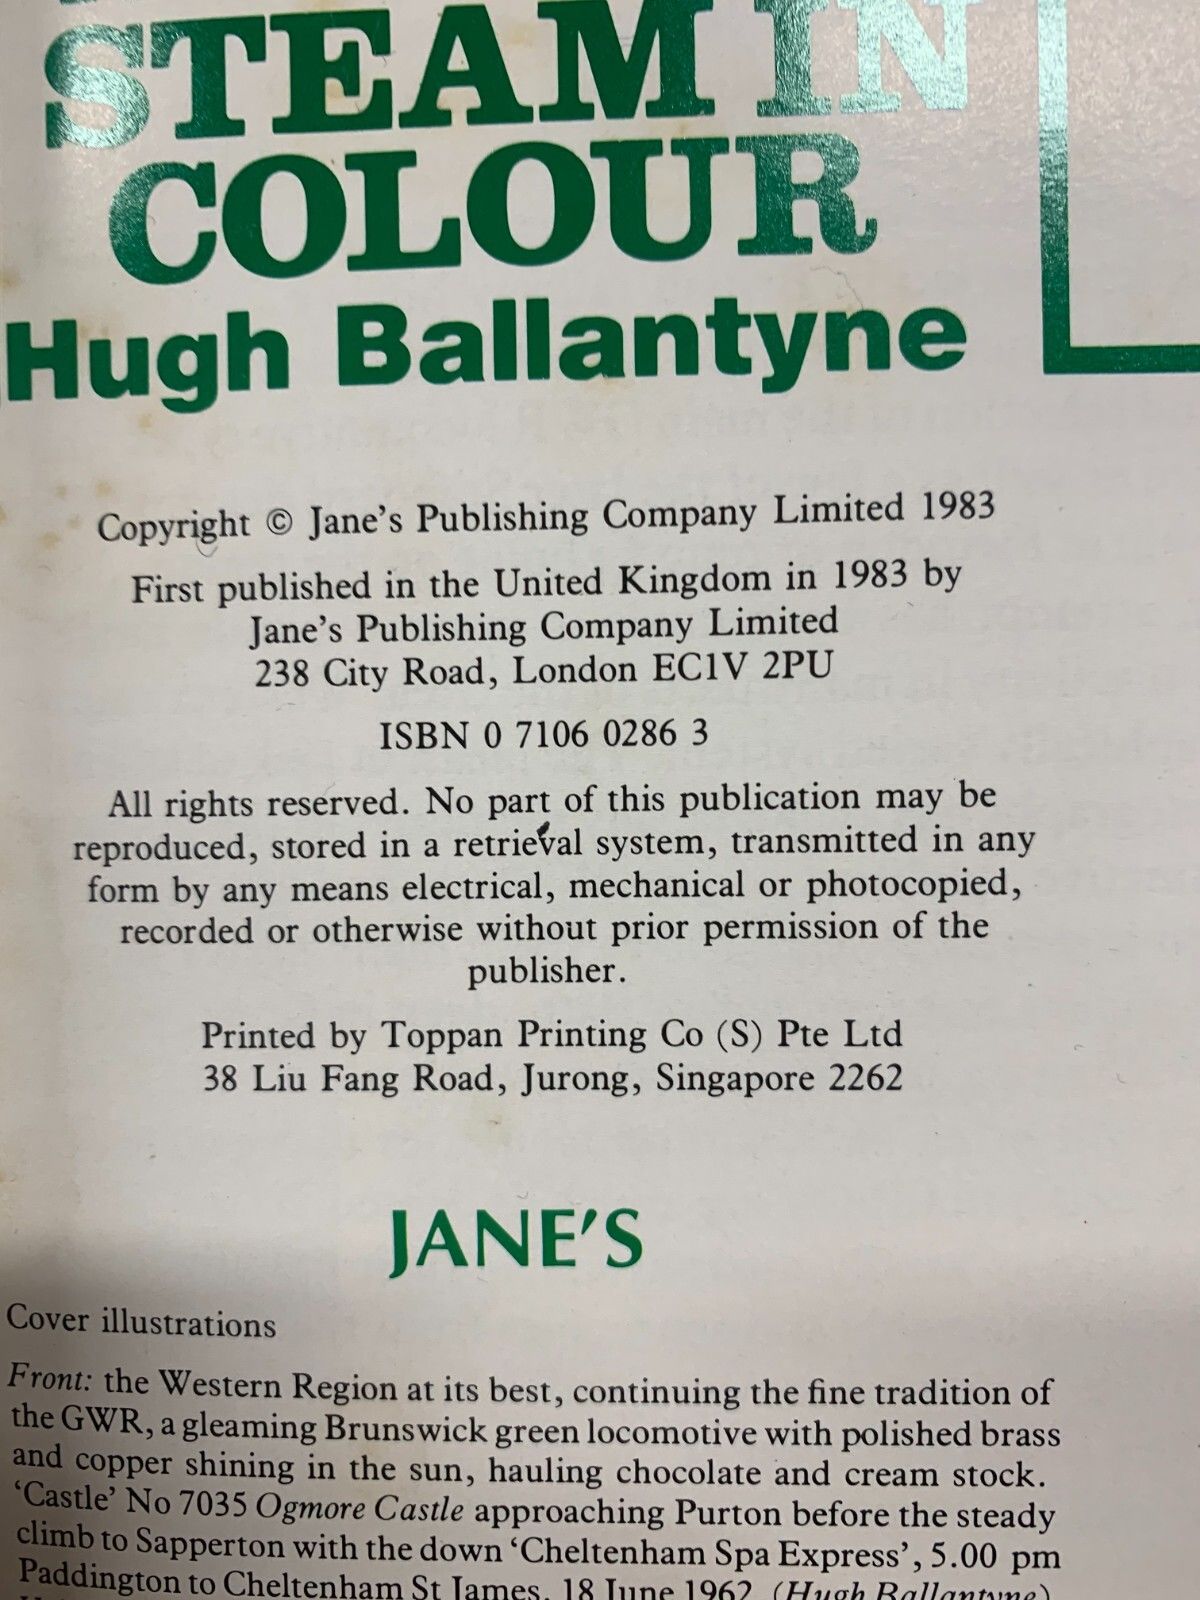 STEAM IN
COLOUR
Hugh Ballantyne
Copyright © Jane's Publishing Company Limited 1983
First published in the United Kingdom in 1983 by
Jane's Publishing Company Limited
238 City Road, London EC1V 2PU
ISBN 0 7106 0286 3
All rights reserved. No part of this publication may be
reproduced, stored in a retrieval system, transmitted in any
form by any means electrical, mechanical or photocopied,
recorded or otherwise without prior permission of the
publisher.
Printed by Toppan Printing Co (S) Pte Ltd
38 Liu Fang Road, Jurong, Singapore 2262
JANE'S
Cover illustrations
Front: the Western Region at its best, continuing the fine tradition of
the GWR, a gleaming Brunswick green locomotive with polished brass
and copper shining in the sun, hauling chocolate and cream stock.
'Castle' No 7035 Ogmore Castle approaching Purton before the steady
climb to Sapperton with the down 'Cheltenham Spa Express', 5.00 pm
Paddington to Cheltenham St James, 18 June 1962 (Hugh Ballantyne)